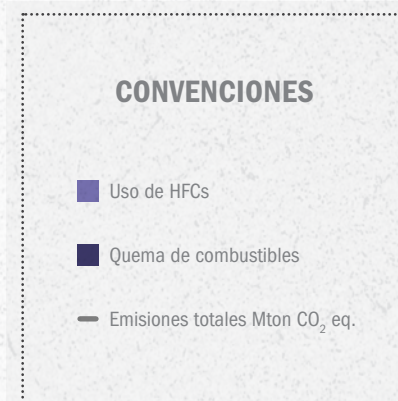 CONVENCIONES
Uso de HFCs
Quema de combustibles
Emisiones totales Mton CO₂ eq.